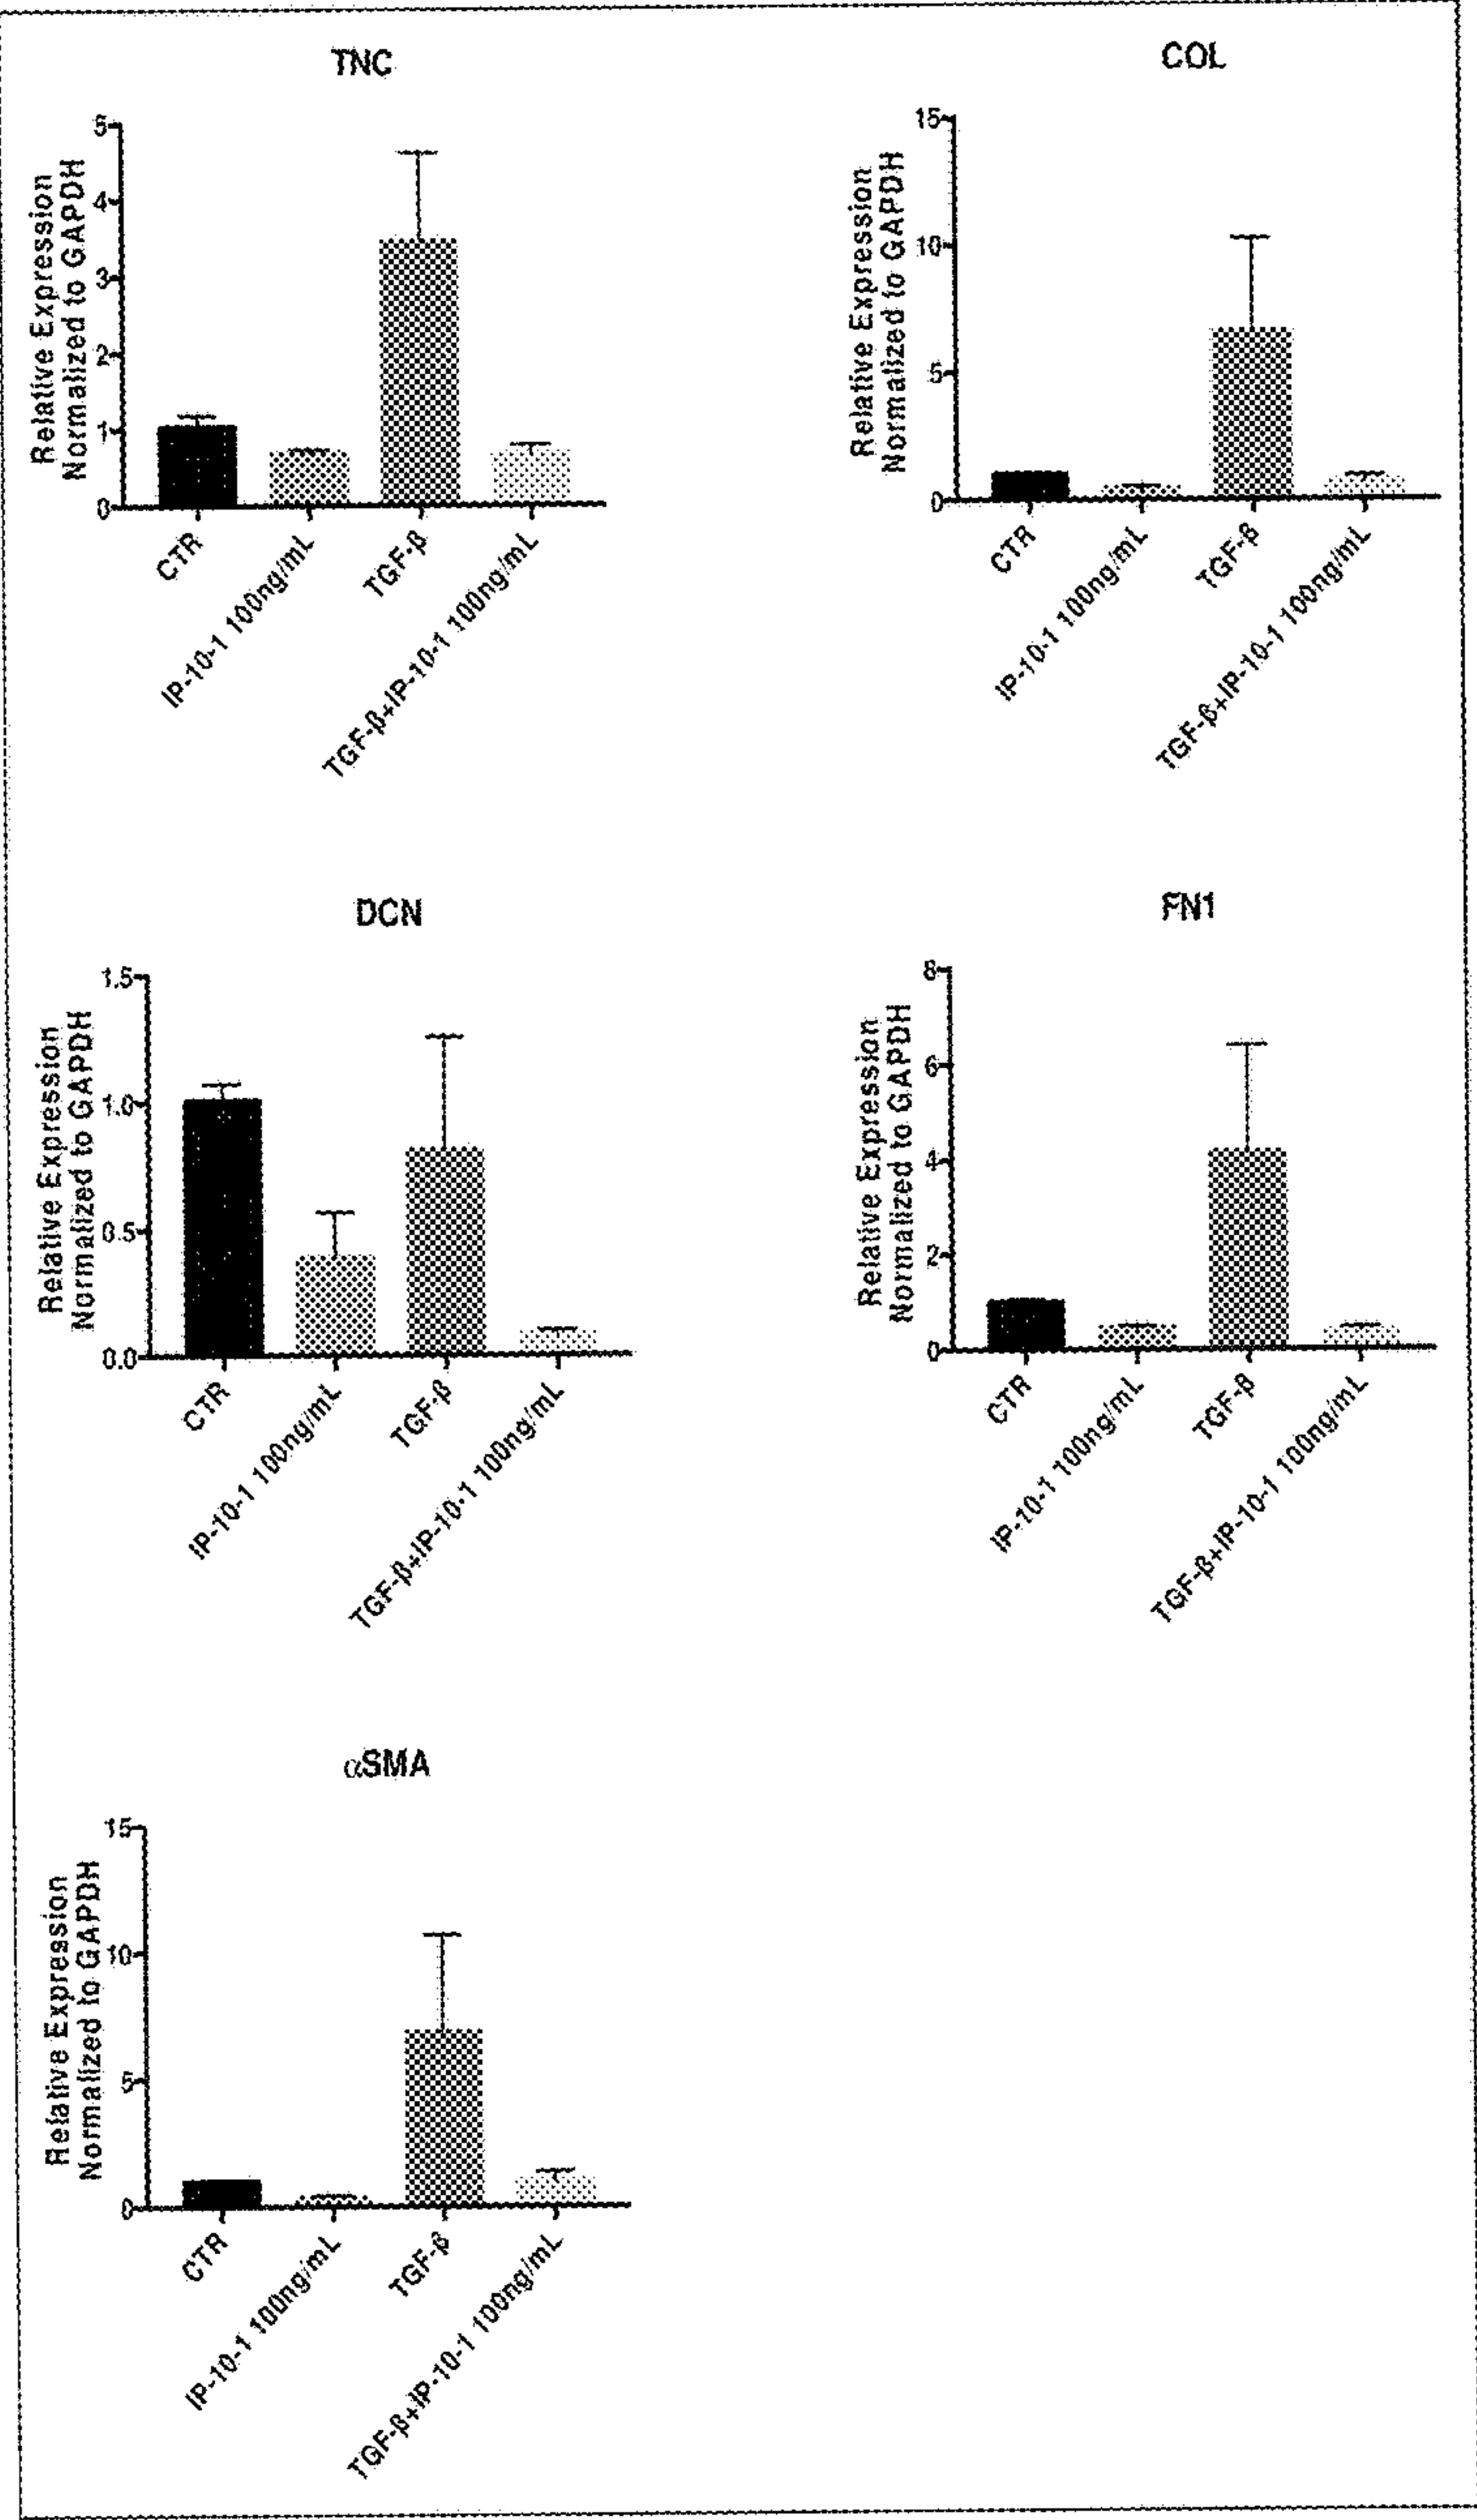 TNC
Relative Expression
Normalized to GAPDH
5
4
3
2
1
0
CTR
IP-10-1 100ng/mL
TGF-β
TGF-β+IP-10-1 100ng/mL
COL
Relative Expression
Normalized to GAPDH
15
10
5
0
CTR
IP-10-1 100ng/mL
TGF-β
TGF-β+IP-10-1 100ng/mL
DCN
Relative Expression
Normalized to GAPDH
1.5
1.0
0.5
0.0
CTR
IP-10-1 100ng/mL
TGF-β
TGF-β+IP-10-1 100ng/mL
FN1
Relative Expression
Normalized to GAPDH
8
6
4
2
0
CTR
IP-10-1 100ng/mL
TGF-β
TGF-β+IP-10-1 100ng/mL
αSMA
Relative Expression
Normalized to GAPDH
15
10
5
0
CTR
IP-10-1 100ng/mL
TGF-β
TGF-β+IP-10-1 100ng/mL